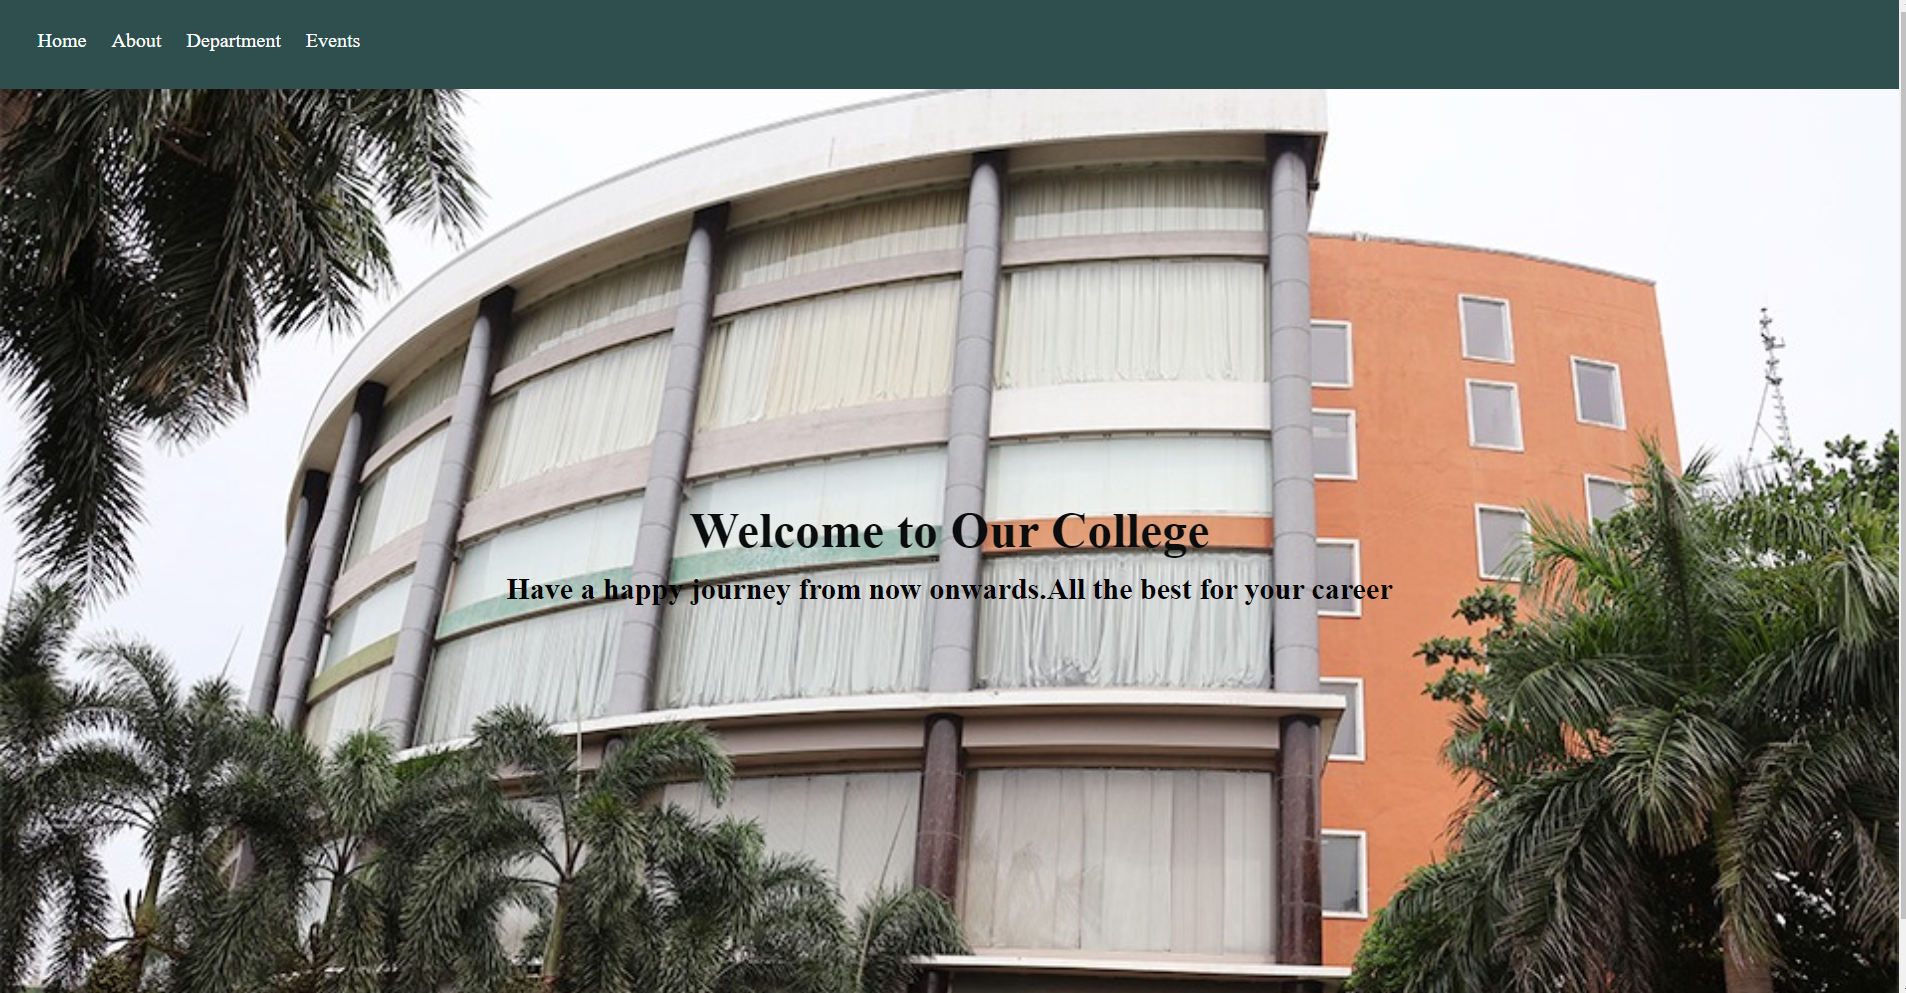 Home About Department Events
Welcome to Our College
Have a happy journey from now onwards.All the best for your career